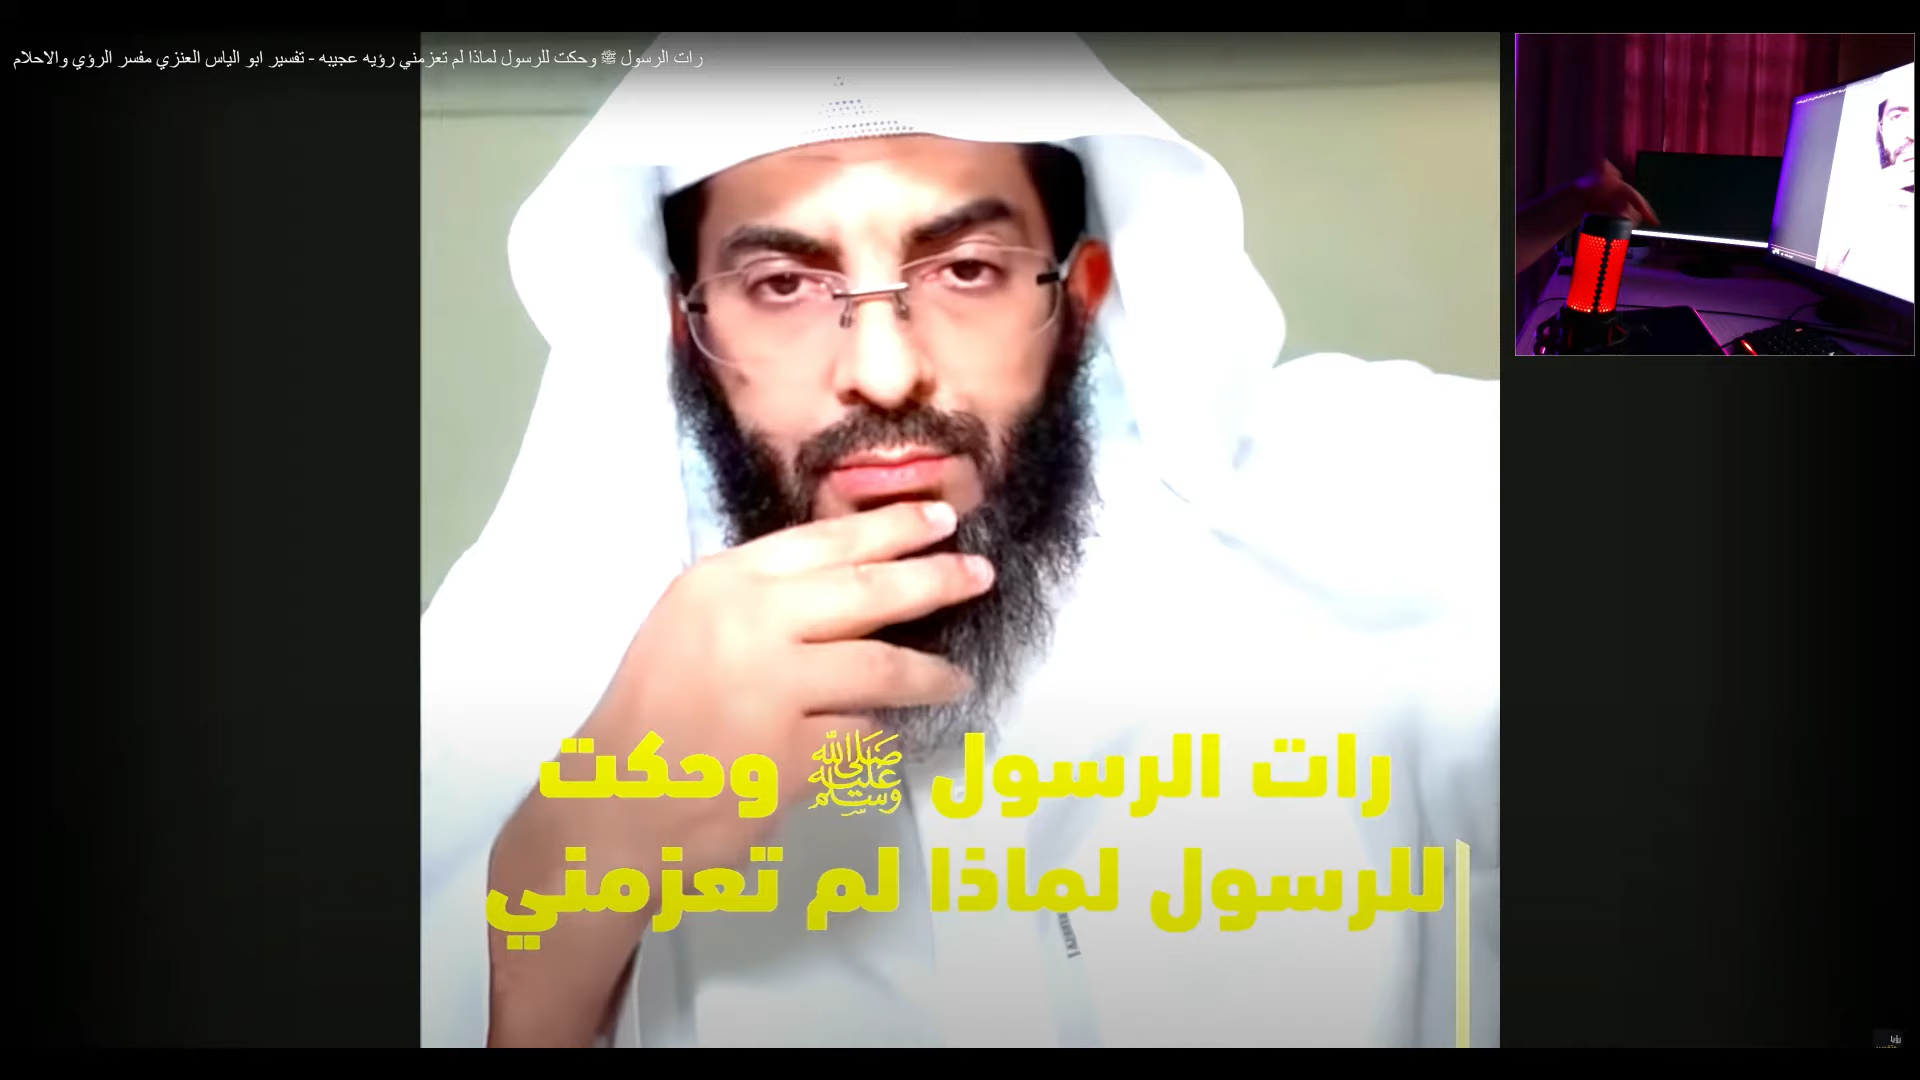 رات الرسول ﷺ وحكت للرسول لماذا لم تعزمني رؤيه عجيبه - تفسير ابو الياس العنزي مفسر الرؤي والاحلام
رات الرسول ﷺ وحكت
للرسول لماذا لم تعزمني